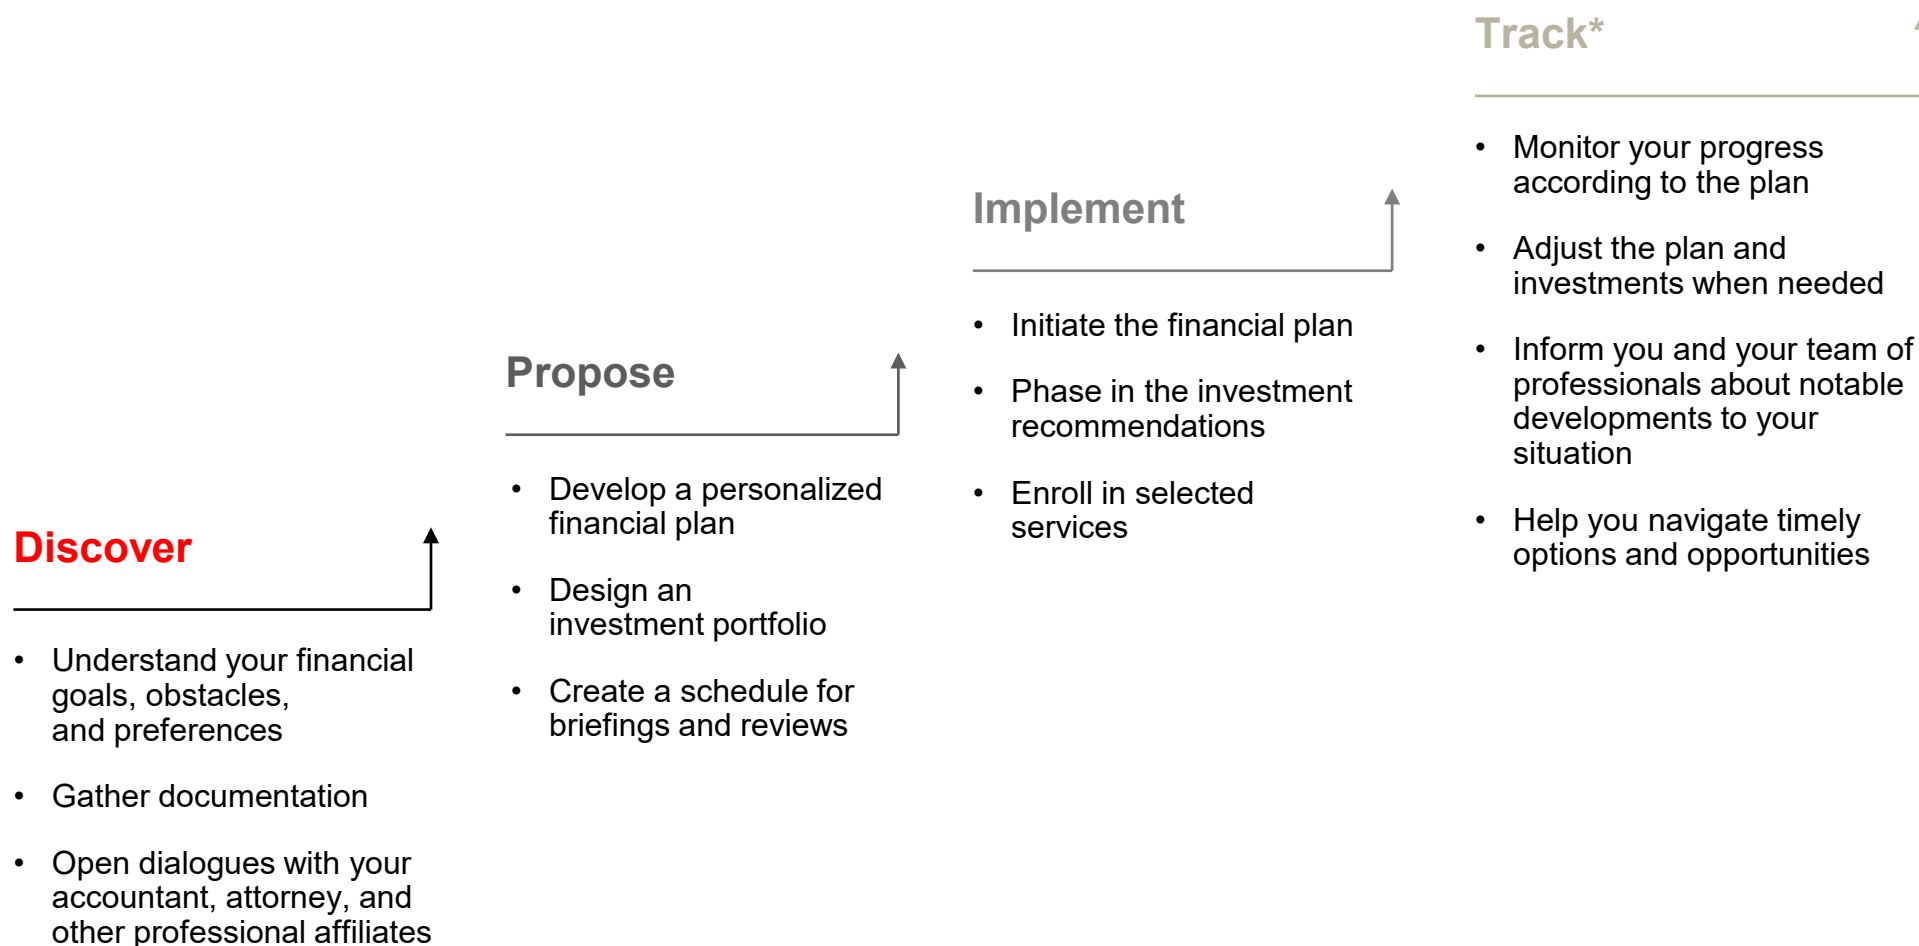 Discover
• Understand your financial
goals, obstacles,
and preferences
• Gather documentation
• Open dialogues with your
accountant, attorney, and
other professional affiliates
Propose
• Develop a personalized
financial plan
• Design an
investment portfolio
• Create a schedule for
briefings and reviews
Implement
• Initiate the financial plan
• Phase in the investment
recommendations
• Enroll in selected
services
Track*
• Monitor your progress
according to the plan
• Adjust the plan and
investments when needed
• Inform you and your team of
professionals about notable
developments to your
situation
• Help you navigate timely
options and opportunities